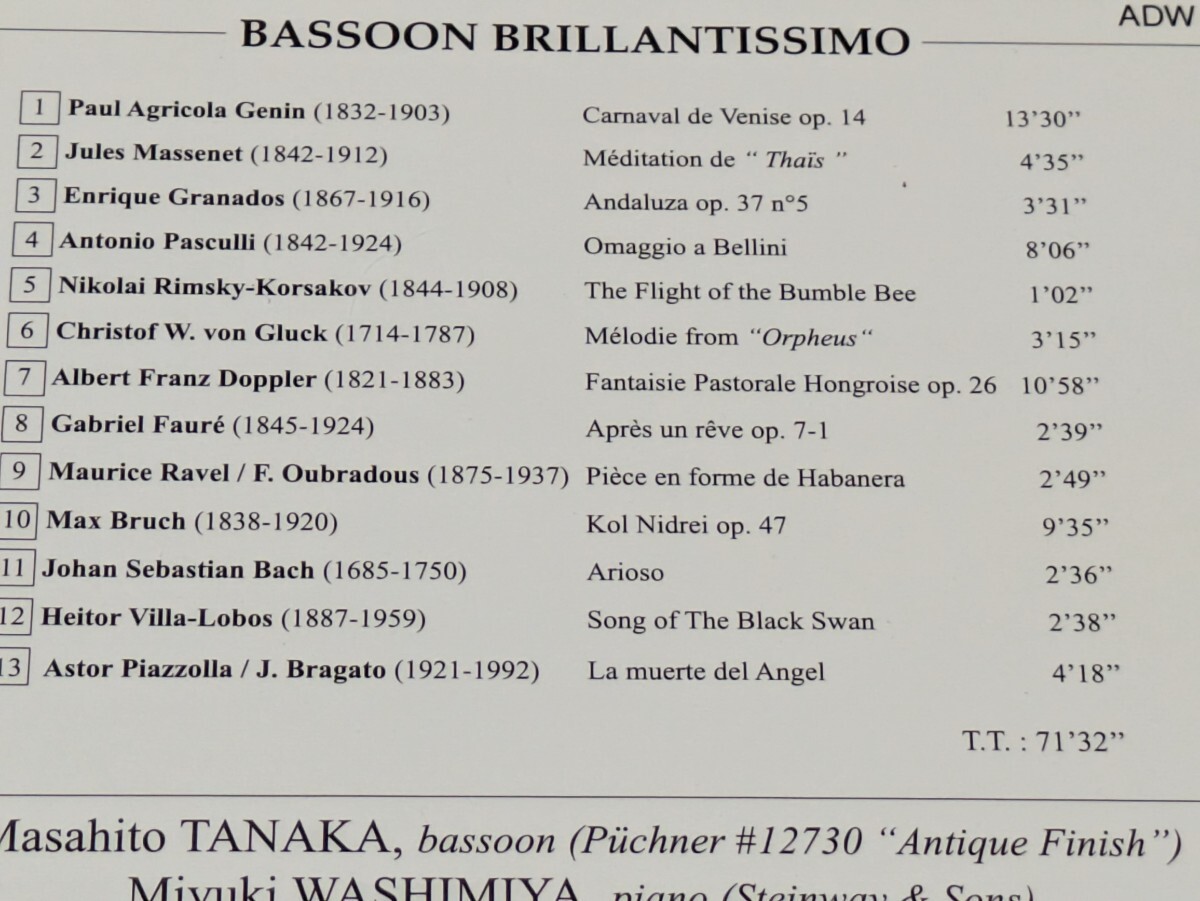 ADW
BASSOON BRILLANTISSIMO
1 Paul Agricola Genin (1832-1903) Carnaval de Venise op. 14 13’30”
2 Jules Massenet (1842-1912) Méditation de “ Thaïs ” 4’35”
3 Enrique Granados (1867-1916) Andaluza op. 37 n°5 3’31”
4 Antonio Pasculli (1842-1924) Omaggio a Bellini 8’06”
5 Nikolai Rimsky-Korsakov (1844-1908) The Flight of the Bumble Bee 1’02”
6 Christof W. von Gluck (1714-1787) Mélodie from “Orpheus“ 3’15”
7 Albert Franz Doppler (1821-1883) Fantaisie Pastorale Hongroise op. 26 10’58”
8 Gabriel Fauré (1845-1924) Après un rêve op. 7-1 2’39”
9 Maurice Ravel / F. Oubradous (1875-1937) Pièce en forme de Habanera 2’49”
10 Max Bruch (1838-1920) Kol Nidrei op. 47 9’35”
11 Johan Sebastian Bach (1685-1750) Arioso 2’36”
12 Heitor Villa-Lobos (1887-1959) Song of The Black Swan 2’38”
13 Astor Piazzolla / J. Bragato (1921-1992) La muerte del Angel 4’18”
T.T. : 71’32”
Masahito TANAKA, bassoon (Püchner #12730 “Antique Finish”)
Miyuki WASHIMIYA, piano (Steinway & Sons)